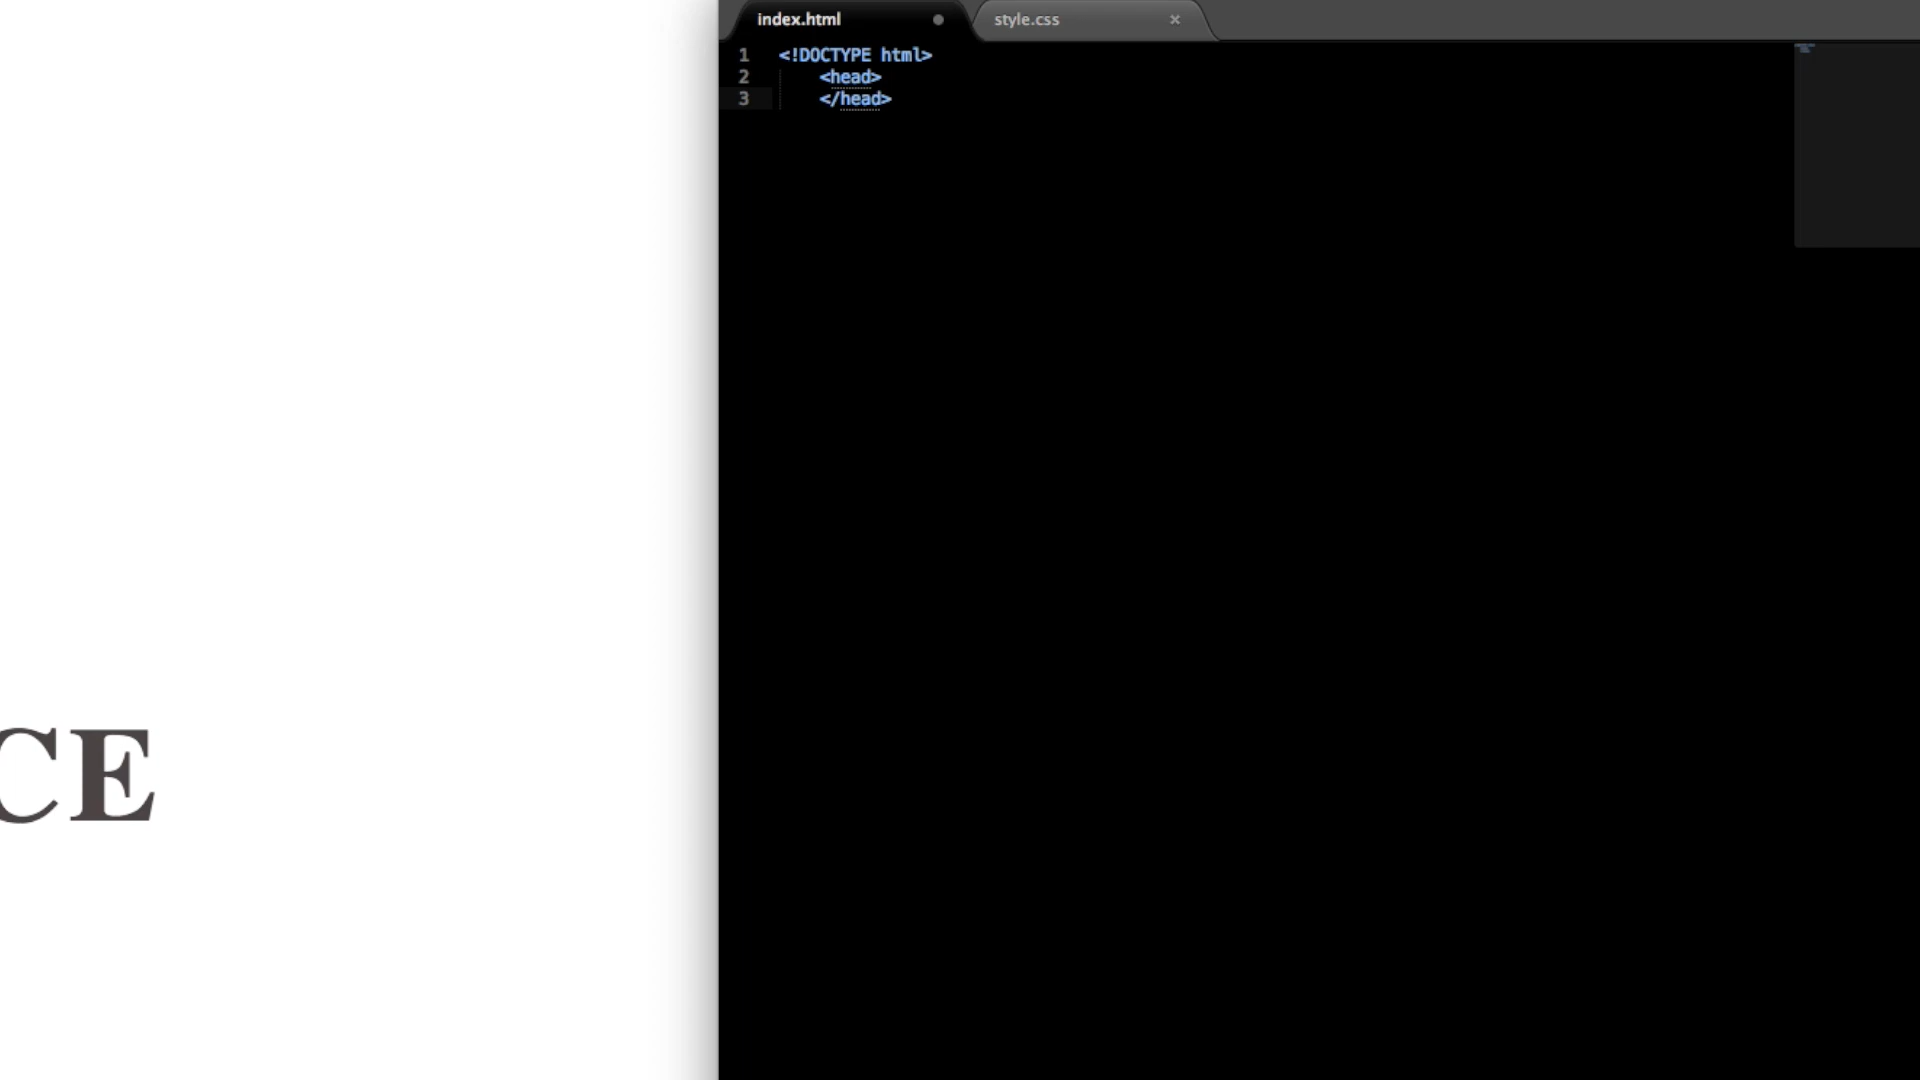 index.html
style.css
1 <!DOCTYPE html>
2 <head>
3 </head>
CE